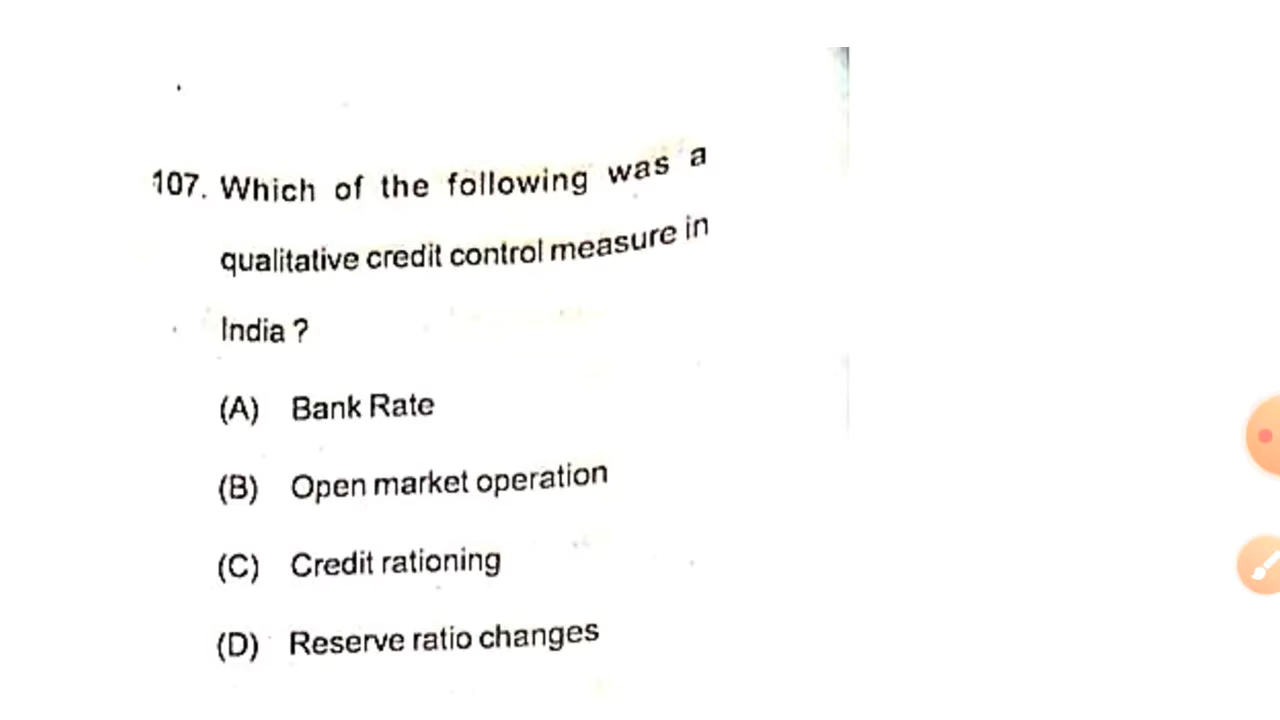 107. Which of the following was a
qualitative credit control measure in
India ?
(A) Bank Rate
(B) Open market operation
(C) Credit rationing
(D) Reserve ratio changes